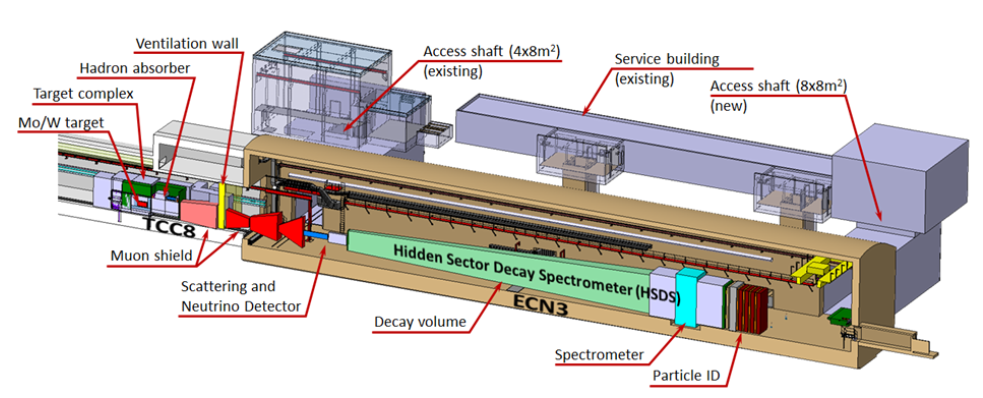 Ventilation wall
Hadron absorber
Target complex
Mo/W target
Access shaft (4x8m²)
(existing)
Service building
(existing)
Access shaft (8x8m²)
(new)
TCC8
Muon shield
Scattering and
Neutrino Detector
Hidden Sector Decay Spectrometer (HSDS)
ECN3
Decay volume
Spectrometer
Particle ID